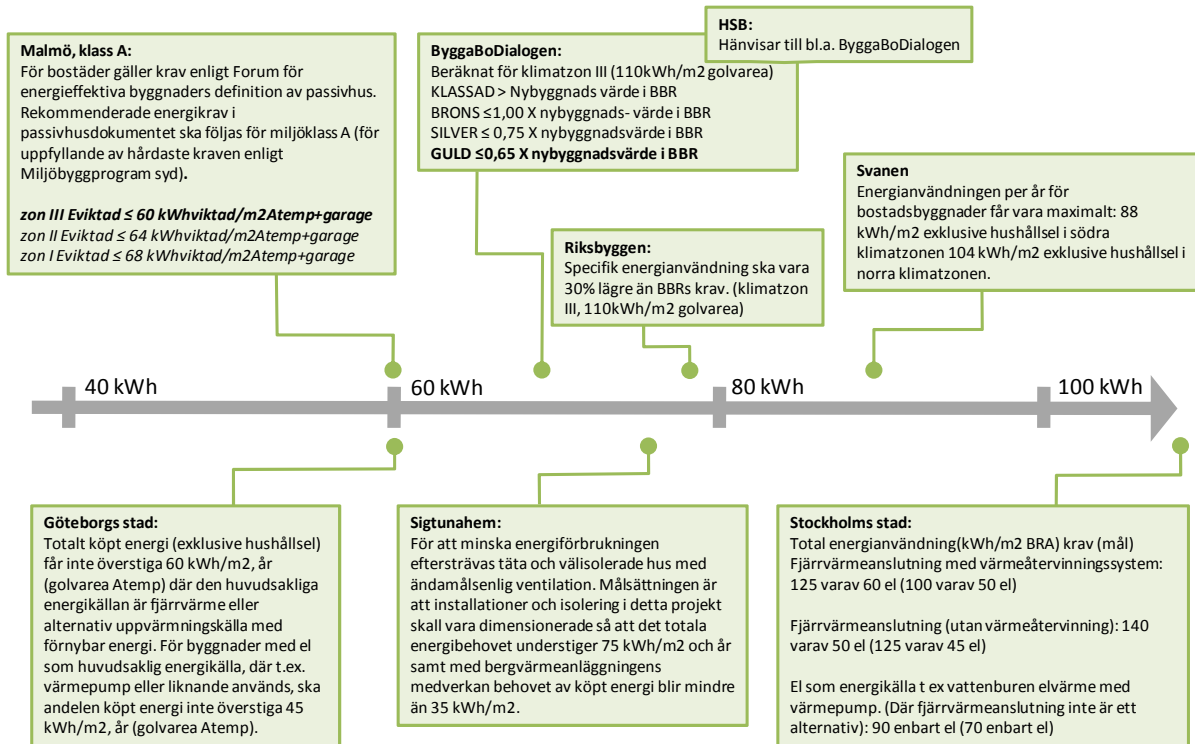 HSB:
Hänvisar till bl.a. ByggaBoDialogen
Malmö, klass A:
För bostäder gäller krav enligt Forum för
energieffektiva byggnaders definition av passivhus.
Rekommenderade energikrav i
passivhusdokumentet ska följas för miljöklass A (för
uppfyllande av hårdaste kraven enligt
Miljöbyggprogram syd).
zon III Eviktad ≤ 60 kWhviktad/m2Atemp+garage
zon II Eviktad ≤ 64 kWhviktad/m2Atemp+garage
zon I Eviktad ≤ 68 kWhviktad/m2Atemp+garage
ByggaBoDialogen:
Beräknat för klimatzon III (110kWh/m2 golvarea)
KLASSAD > Nybyggnads värde i BBR
BRONS ≤1,00 X nybyggnads- värde i BBR
SILVER ≤ 0,75 X nybyggnadsvärde i BBR
GULD ≤0,65 X nybyggnadsvärde i BBR
Riksbyggen:
Specifik energianvändning ska vara
30% lägre än BBRs krav. (klimatzon
III, 110kWh/m2 golvarea)
Svanen
Energianvändningen per år för
bostadsbyggnader får vara maximalt: 88
kWh/m2 exklusive hushållsel i södra
klimatzonen 104 kWh/m2 exklusive hushållsel i
norra klimatzonen.
40 kWh
60 kWh
80 kWh
100 kWh
Göteborgs stad:
Totalt köpt energi (exklusive hushållsel)
får inte överstiga 60 kWh/m2, år
(golvarea Atemp) där den huvudsakliga
energikällan är fjärrvärme eller
alternativ uppvärmningskälla med
förnybar energi. För byggnader med el
som huvudsaklig energikälla, där t.ex.
värmepump eller liknande används, ska
andelen köpt energi inte överstiga 45
kWh/m2, år (golvarea Atemp).
Sigtunahem:
För att minska energiförbrukningen
eftersträvas täta och välisolerade hus med
ändamålsenlig ventilation. Målsättningen är
att installationer och isolering i detta projekt
skall vara dimensionerade så att det totala
energibehovet understiger 75 kWh/m2 och år
samt med bergvärmeanläggningens
medverkan behovet av köpt energi blir mindre
än 35 kWh/m2.
Stockholms stad:
Total energianvändning(kWh/m2 BRA) krav (mål)
Fjärrvärmeanslutning med värmeåtervinningssystem:
125 varav 60 el (100 varav 50 el)
Fjärrvärmeanslutning (utan värmeåtervinning): 140
varav 50 el (125 varav 45 el)
El som energikälla t ex vattenburen elvärme med
värmepump. (Där fjärrvärmeanslutning inte är ett
alternativ): 90 enbart el (70 enbart el)